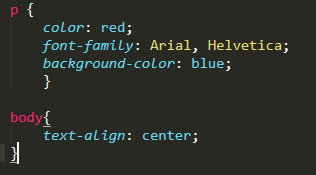 p {
    color: red;
    font-family: Arial, Helvetica;
    background-color: blue;
    }

body{
    text-align: center;
}